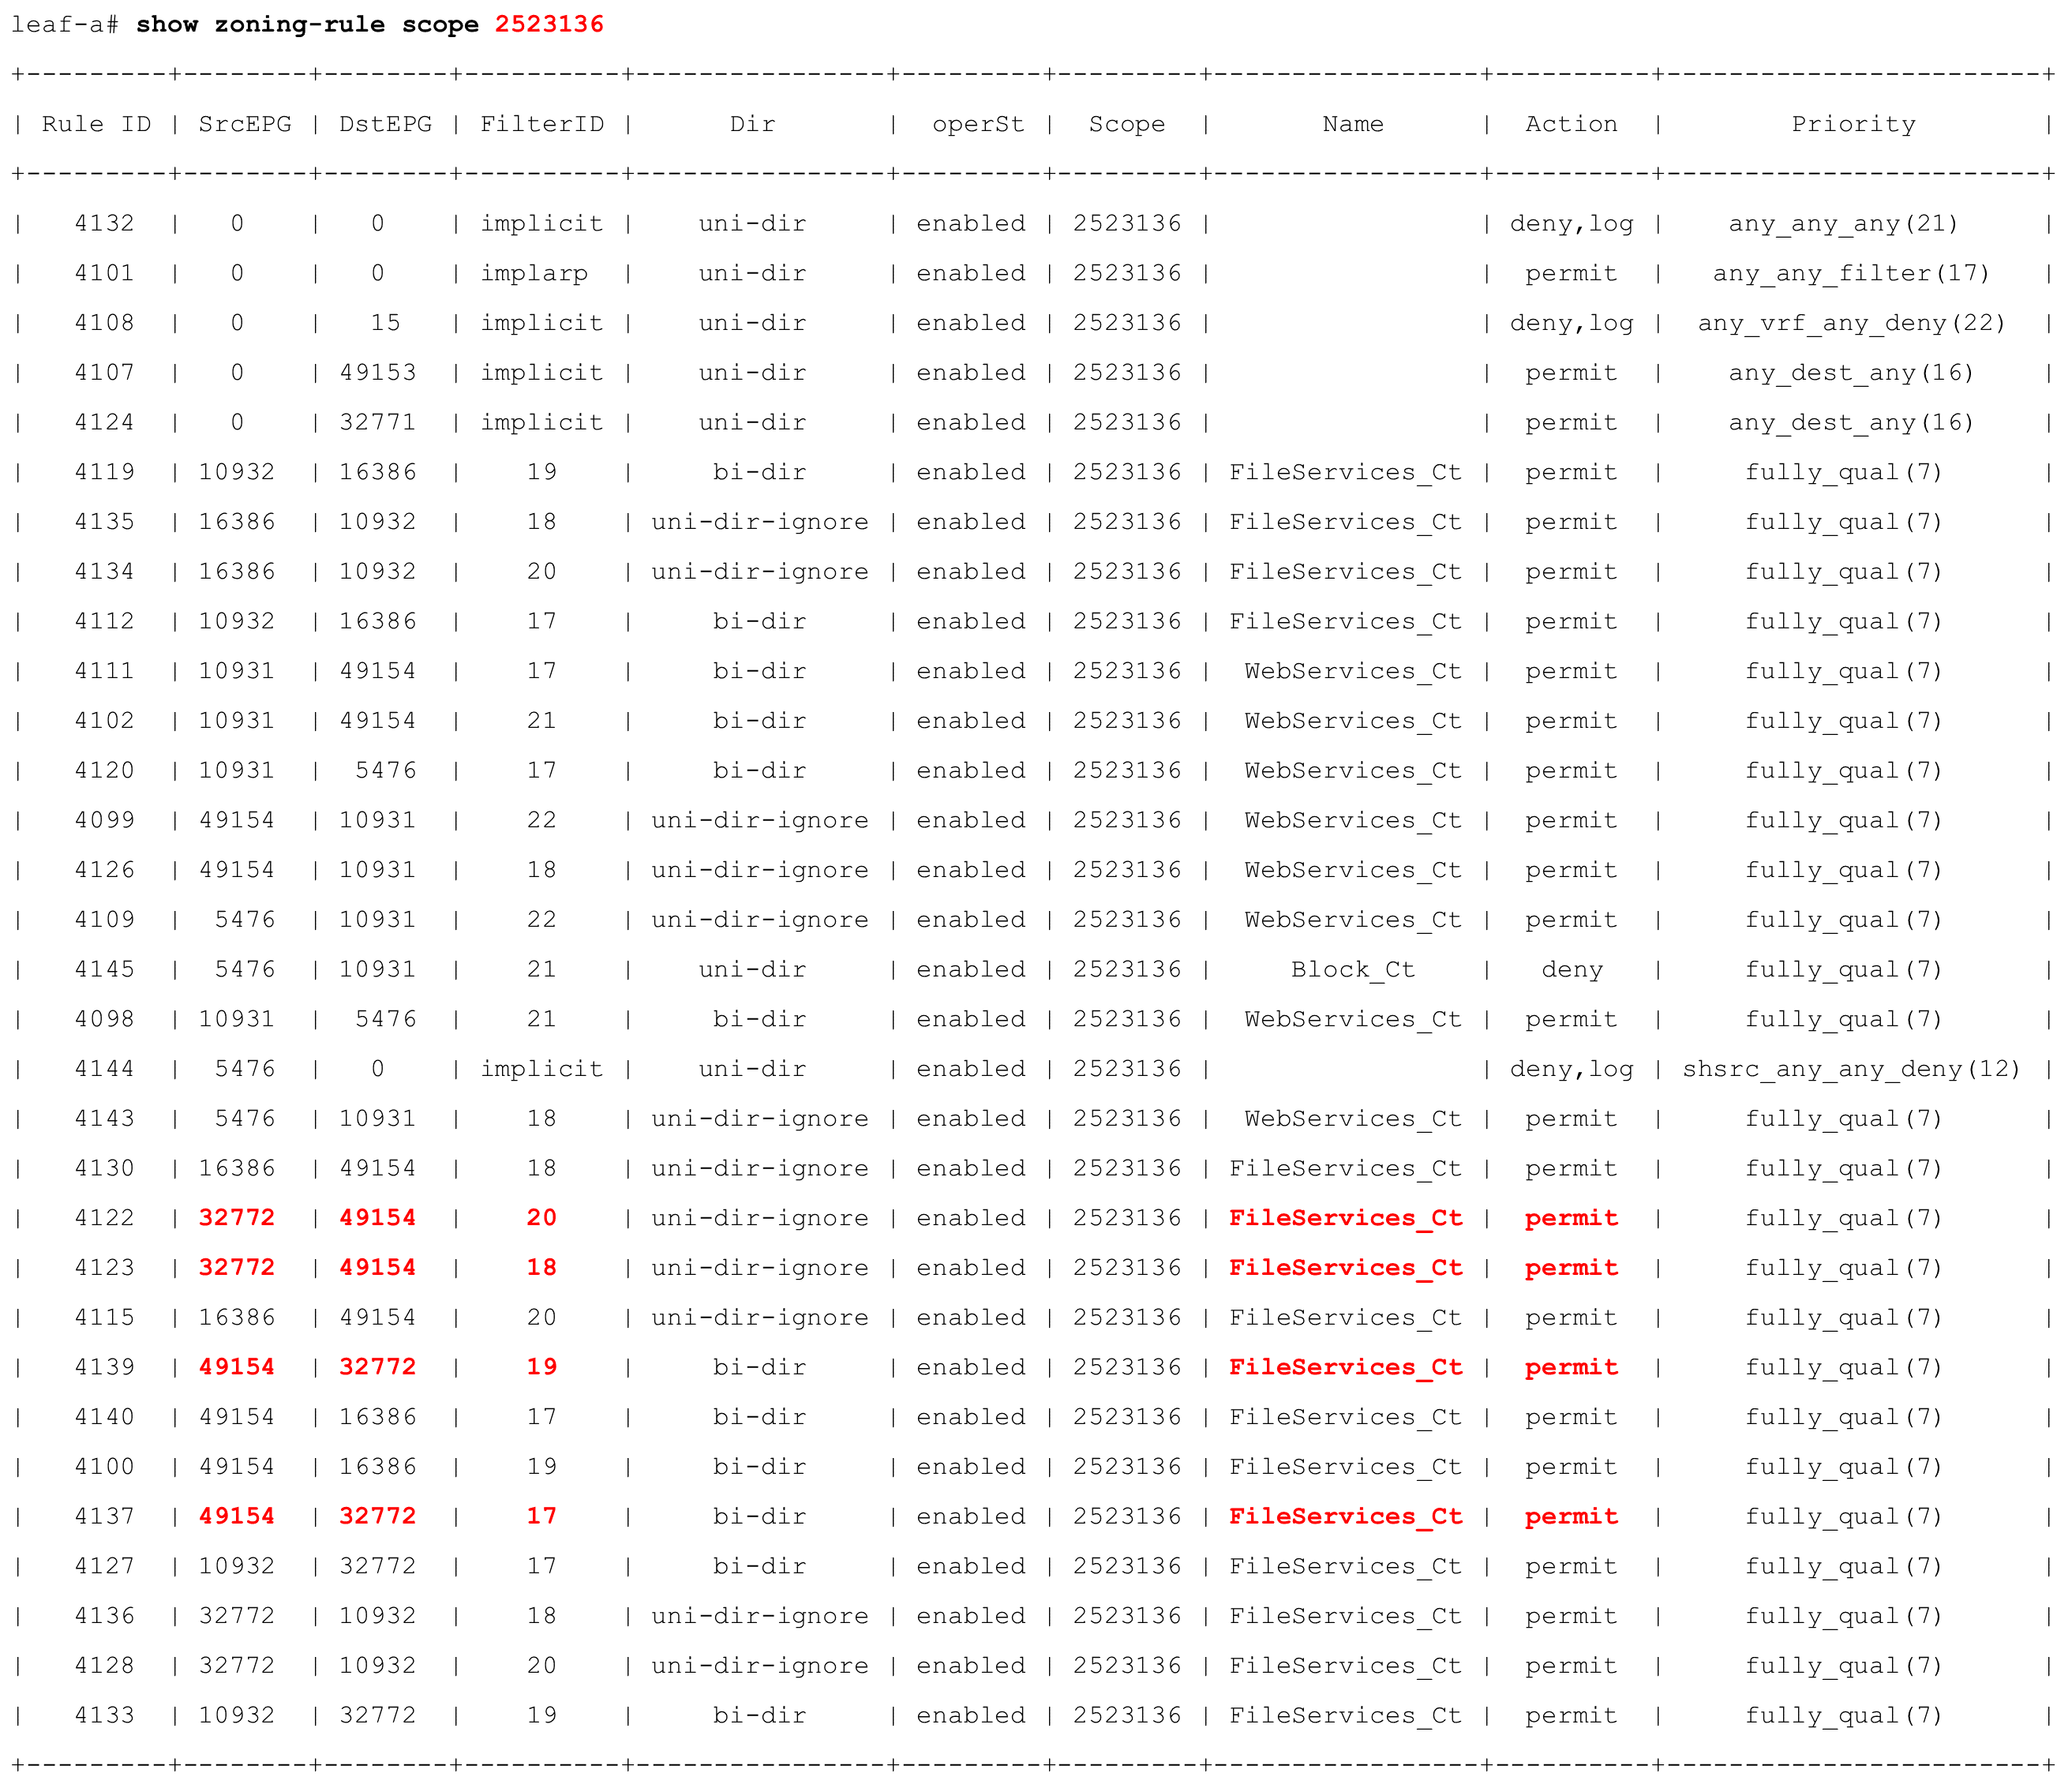 leaf-a# show zoning-rule scope 2523136
+---------+--------+--------+----------+----------------+---------+---------+-----------------+----------+------------------------+
| Rule ID | SrcEPG | DstEPG | FilterID |      Dir       |  operSt |  Scope  |       Name      |  Action  |        Priority        |
+---------+--------+--------+----------+----------------+---------+---------+-----------------+----------+------------------------+
|   4132  |   0    |   0    | implicit |    uni-dir     | enabled | 2523136 |                 | deny,log |    any_any_any(21)     |
|   4101  |   0    |   0    | implarp  |    uni-dir     | enabled | 2523136 |                 |  permit  |   any_any_filter(17)   |
|   4108  |   0    |   15   | implicit |    uni-dir     | enabled | 2523136 |                 | deny,log |  any_vrf_any_deny(22)  |
|   4107  |   0    | 49153  | implicit |    uni-dir     | enabled | 2523136 |                 |  permit  |    any_dest_any(16)    |
|   4124  |   0    | 32771  | implicit |    uni-dir     | enabled | 2523136 |                 |  permit  |    any_dest_any(16)    |
|   4119  | 10932  | 16386  |    19    |     bi-dir     | enabled | 2523136 | FileServices_Ct |  permit  |     fully_qual(7)      |
|   4135  | 16386  | 10932  |    18    | uni-dir-ignore | enabled | 2523136 | FileServices_Ct |  permit  |     fully_qual(7)      |
|   4134  | 16386  | 10932  |    20    | uni-dir-ignore | enabled | 2523136 | FileServices_Ct |  permit  |     fully_qual(7)      |
|   4112  | 10932  | 16386  |    17    |     bi-dir     | enabled | 2523136 | FileServices_Ct |  permit  |     fully_qual(7)      |
|   4111  | 10931  | 49154  |    17    |     bi-dir     | enabled | 2523136 |  WebServices_Ct |  permit  |     fully_qual(7)      |
|   4102  | 10931  | 49154  |    21    |     bi-dir     | enabled | 2523136 |  WebServices_Ct |  permit  |     fully_qual(7)      |
|   4120  | 10931  |  5476  |    17    |     bi-dir     | enabled | 2523136 |  WebServices_Ct |  permit  |     fully_qual(7)      |
|   4099  | 49154  | 10931  |    22    | uni-dir-ignore | enabled | 2523136 |  WebServices_Ct |  permit  |     fully_qual(7)      |
|   4126  | 49154  | 10931  |    18    | uni-dir-ignore | enabled | 2523136 |  WebServices_Ct |  permit  |     fully_qual(7)      |
|   4109  |  5476  | 10931  |    22    | uni-dir-ignore | enabled | 2523136 |  WebServices_Ct |  permit  |     fully_qual(7)      |
|   4145  |  5476  | 10931  |    21    |    uni-dir     | enabled | 2523136 |     Block_Ct    |   deny   |     fully_qual(7)      |
|   4098  | 10931  |  5476  |    21    |     bi-dir     | enabled | 2523136 |  WebServices_Ct |  permit  |     fully_qual(7)      |
|   4144  |  5476  |   0    | implicit |    uni-dir     | enabled | 2523136 |                 | deny,log | shsrc_any_any_deny(12) |
|   4143  |  5476  | 10931  |    18    | uni-dir-ignore | enabled | 2523136 |  WebServices_Ct |  permit  |     fully_qual(7)      |
|   4130  | 16386  | 49154  |    18    | uni-dir-ignore | enabled | 2523136 | FileServices_Ct |  permit  |     fully_qual(7)      |
|   4122  | 32772  | 49154  |    20    | uni-dir-ignore | enabled | 2523136 | FileServices_Ct |  permit  |     fully_qual(7)      |
|   4123  | 32772  | 49154  |    18    | uni-dir-ignore | enabled | 2523136 | FileServices_Ct |  permit  |     fully_qual(7)      |
|   4115  | 16386  | 49154  |    20    | uni-dir-ignore | enabled | 2523136 | FileServices_Ct |  permit  |     fully_qual(7)      |
|   4139  | 49154  | 32772  |    19    |     bi-dir     | enabled | 2523136 | FileServices_Ct |  permit  |     fully_qual(7)      |
|   4140  | 49154  | 16386  |    17    |     bi-dir     | enabled | 2523136 | FileServices_Ct |  permit  |     fully_qual(7)      |
|   4100  | 49154  | 16386  |    19    |     bi-dir     | enabled | 2523136 | FileServices_Ct |  permit  |     fully_qual(7)      |
|   4137  | 49154  | 32772  |    17    |     bi-dir     | enabled | 2523136 | FileServices_Ct |  permit  |     fully_qual(7)      |
|   4127  | 10932  | 32772  |    17    |     bi-dir     | enabled | 2523136 | FileServices_Ct |  permit  |     fully_qual(7)      |
|   4136  | 32772  | 10932  |    18    | uni-dir-ignore | enabled | 2523136 | FileServices_Ct |  permit  |     fully_qual(7)      |
|   4128  | 32772  | 10932  |    20    | uni-dir-ignore | enabled | 2523136 | FileServices_Ct |  permit  |     fully_qual(7)      |
|   4133  | 10932  | 32772  |    19    |     bi-dir     | enabled | 2523136 | FileServices_Ct |  permit  |     fully_qual(7)      |
+---------+--------+--------+----------+----------------+---------+---------+-----------------+----------+------------------------+